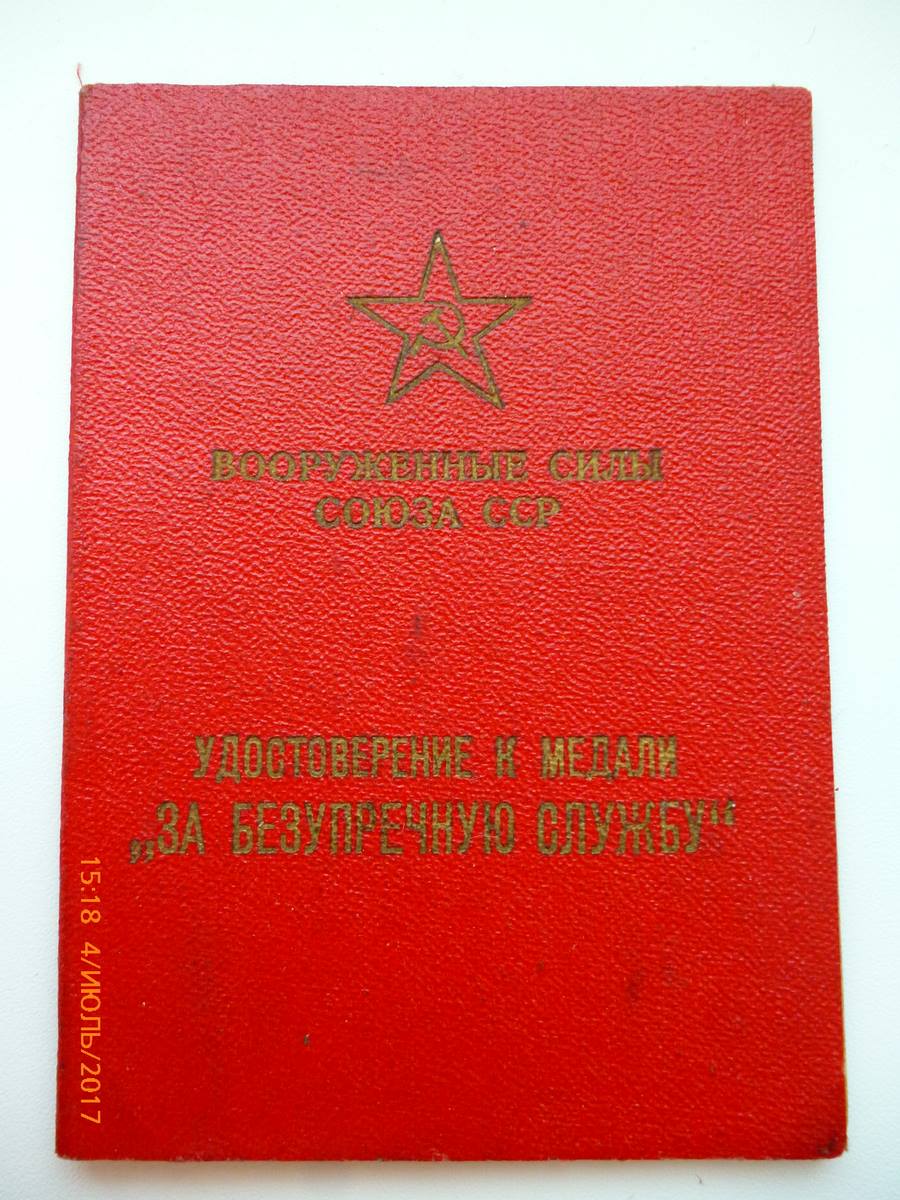 ВООРУЖЕННЫЕ СИЛЫ
СОЮЗА ССР
УДОСТОВЕРЕНИЕ К МЕДАЛИ
„ЗА БЕЗУПРЕЧНУЮ СЛУЖБУ“
15:18 4/ИЮЛЬ/2017